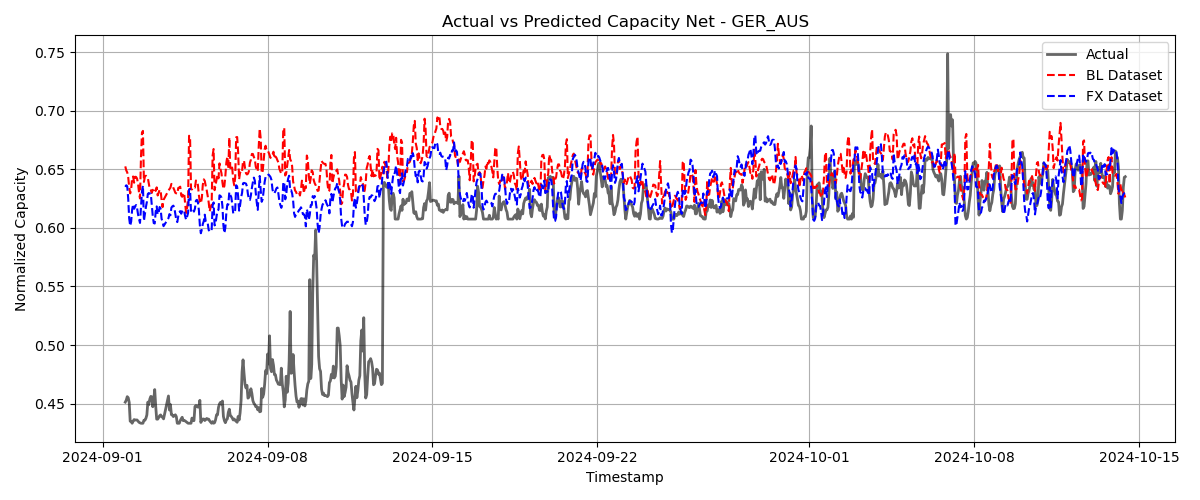 Actual vs Predicted Capacity Net - GER_AUS
Normalized Capacity
0.75
0.70
0.65
0.60
0.55
0.50
0.45
Actual
BL Dataset
FX Dataset
2024-09-01
2024-09-08
2024-09-15
2024-09-22
2024-10-01
2024-10-08
2024-10-15
Timestamp